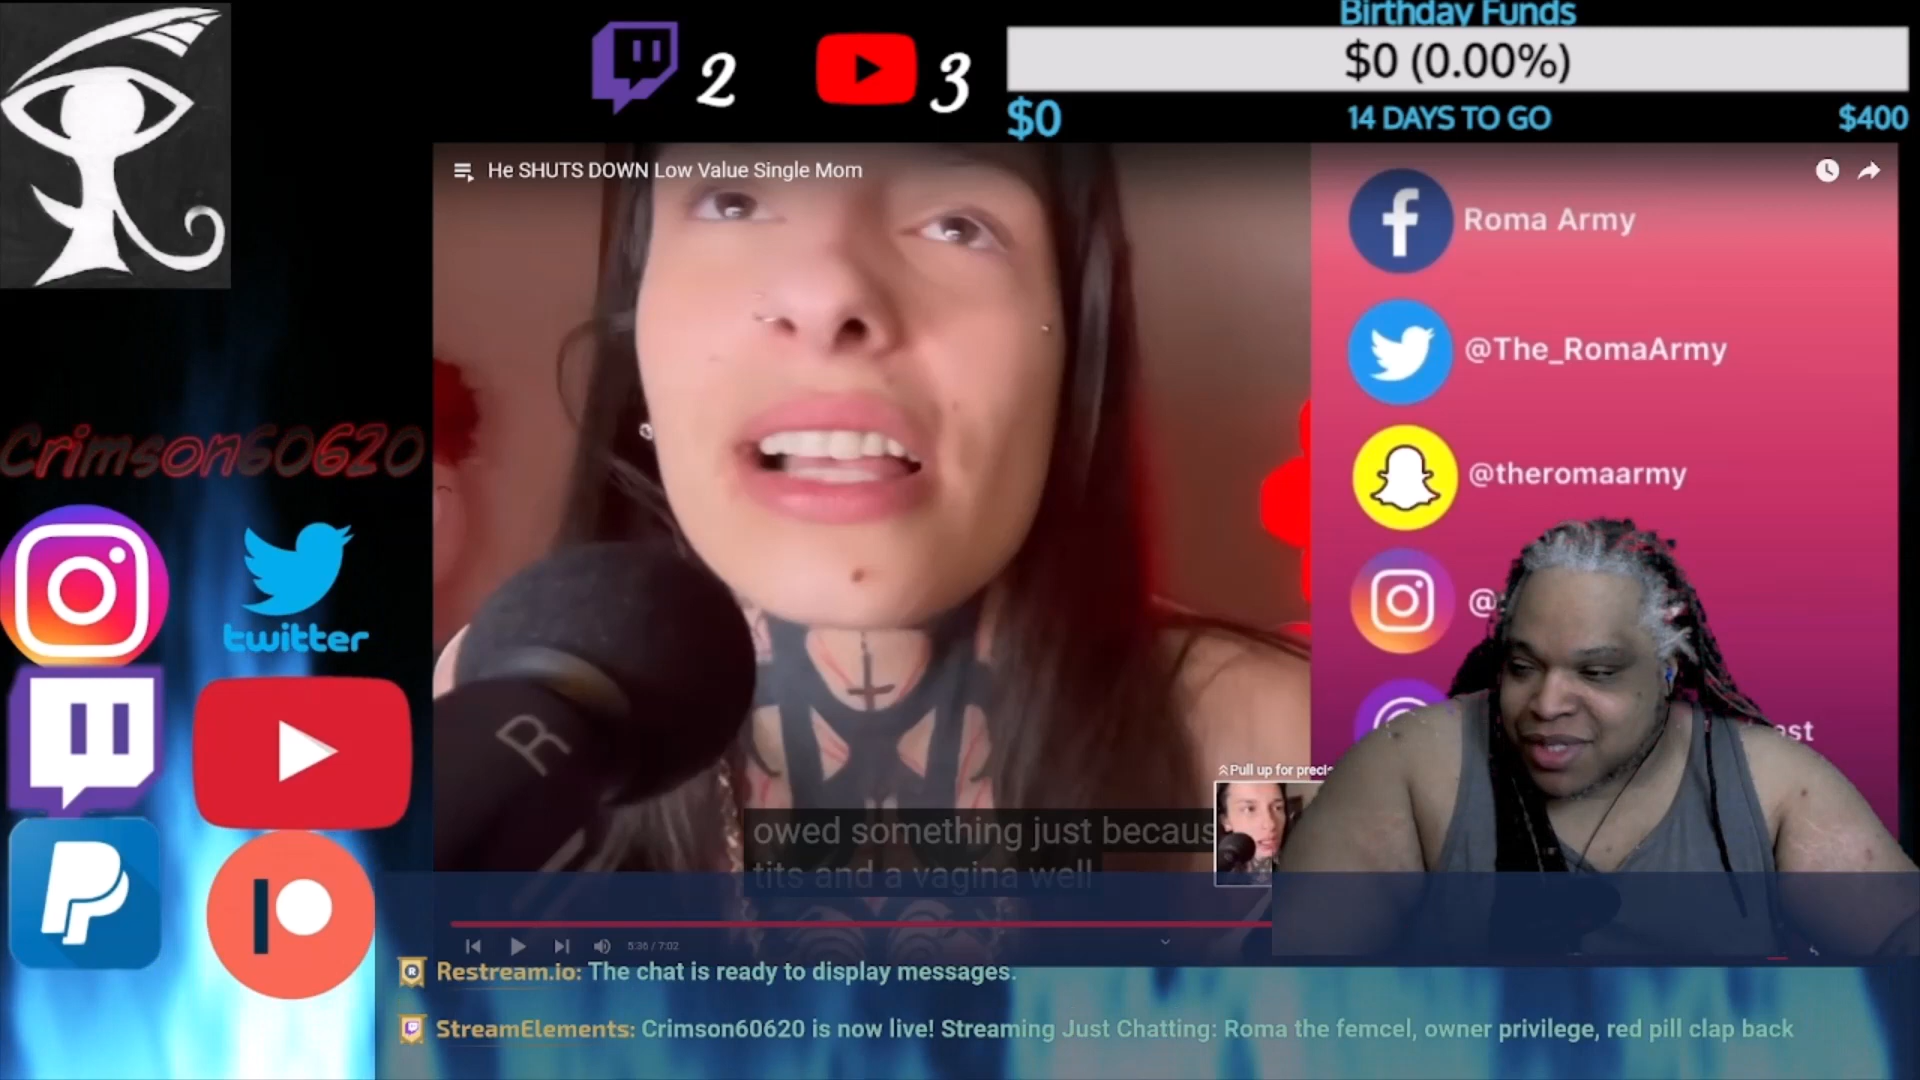 Birthday Funds
2
3
$0 (0.00%)
$0
14 DAYS TO GO
$400
He SHUTS DOWN Low Value Single Mom
Roma Army
@The_RomaArmy
@theromaarmy
@
Crimson60620
twitter
R
Pull up for
owed something just
tits and a vagina well
5:36 / 7:02
Restream.io: The chat is ready to display messages.
StreamElements: Crimson60620 is now live! Streaming Just Chatting: Roma the femcel, owner privilege, red pill clap back